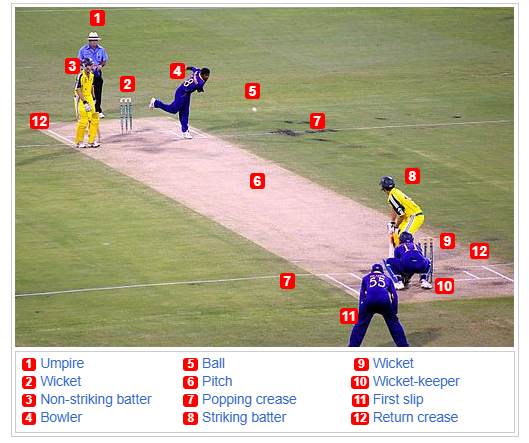 1
2
3
4
5
12
7
6
8
9
12
7
10
11
55
1 Umpire
2 Wicket
3 Non-striking batter
4 Bowler
5 Ball
6 Pitch
7 Popping crease
8 Striking batter
9 Wicket
10 Wicket-keeper
11 First slip
12 Return crease